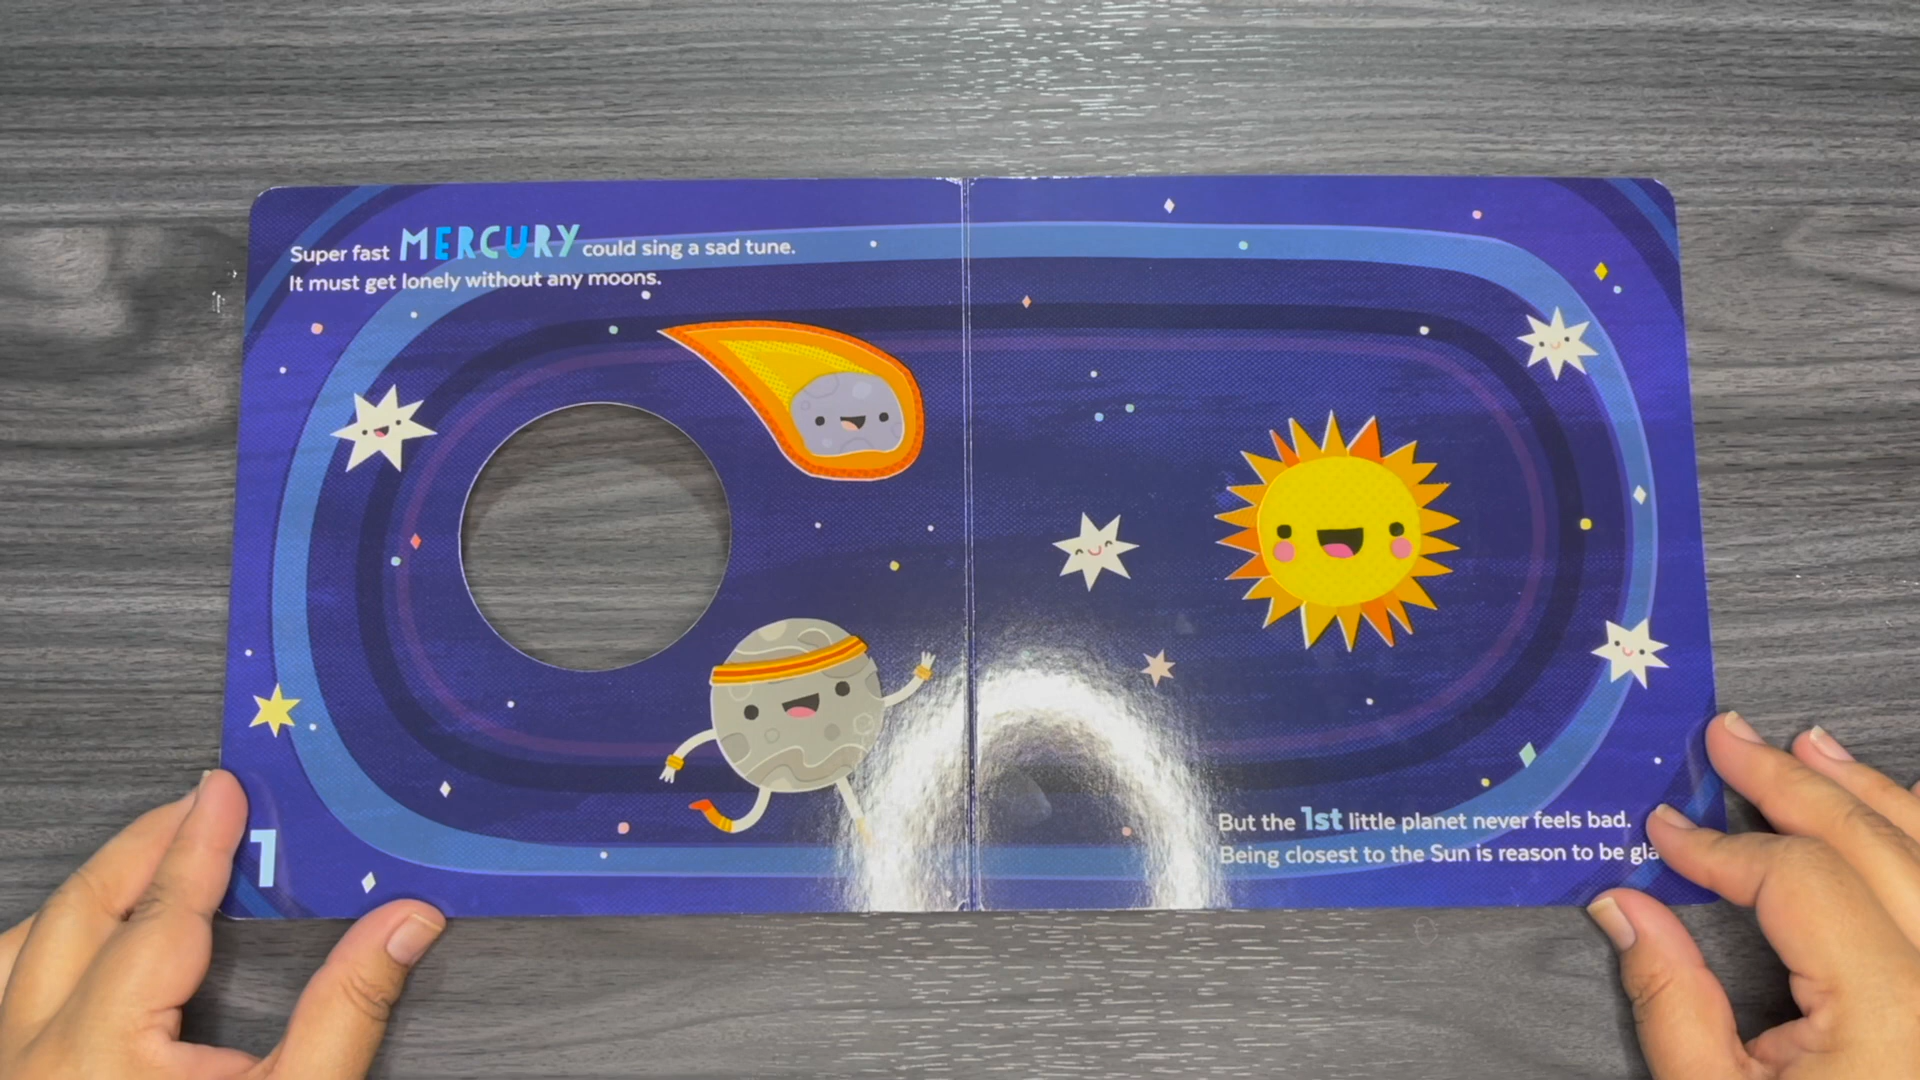 Super fast MERCURY could sing a sad tune.
It must get lonely without any moons.
But the 1st little planet never feels bad.
Being closest to the Sun is reason to be gla
1